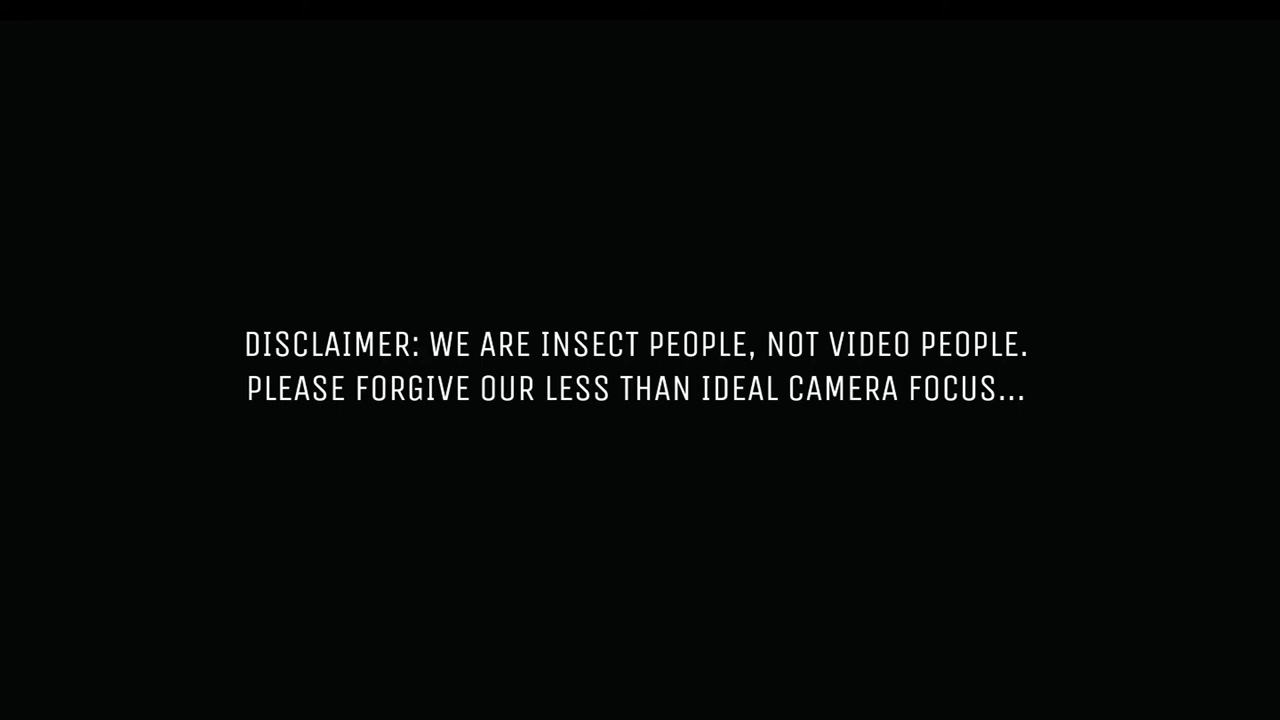 DISCLAIMER: WE ARE INSECT PEOPLE, NOT VIDEO PEOPLE.
PLEASE FORGIVE OUR LESS THAN IDEAL CAMERA FOCUS...